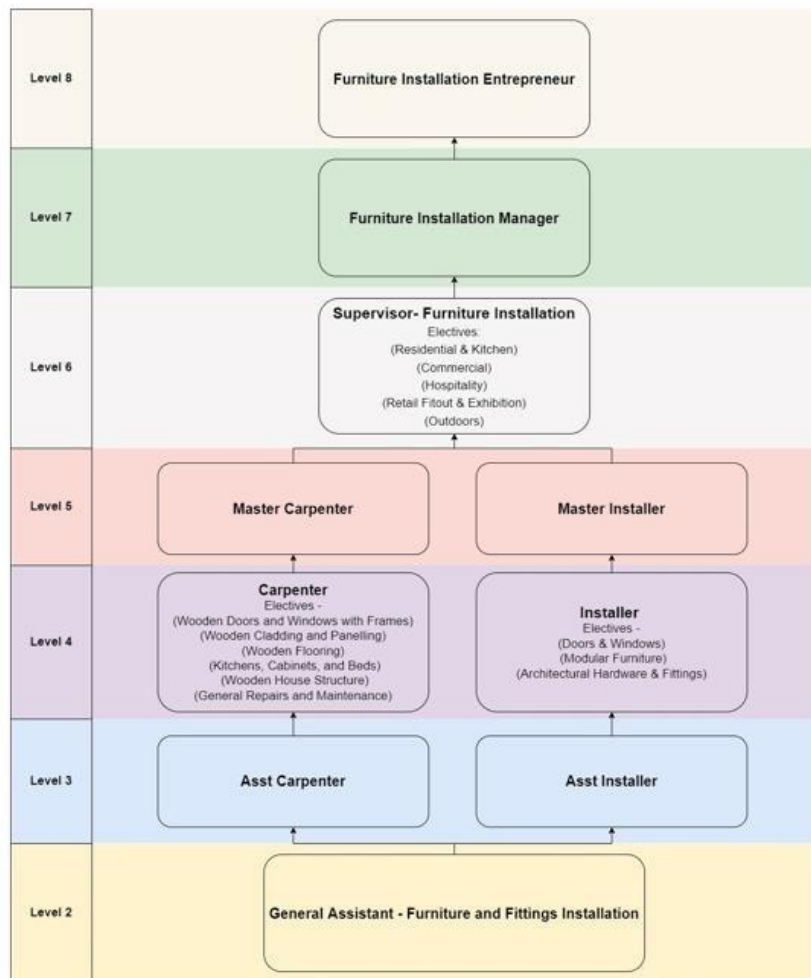 Level 8
Furniture Installation Entrepreneur
Level 7
Furniture Installation Manager
Level 6
Supervisor- Furniture Installation
Electives:
(Residential & Kitchen)
(Commercial)
(Hospitality)
(Retail Fitout & Exhibition)
(Outdoors)
Level 5
Master Carpenter
Master Installer
Level 4
Carpenter
Electives -
(Wooden Doors and Windows with Frames)
(Wooden Cladding and Panelling)
(Wooden Flooring)
(Kitchens, Cabinets, and Beds)
(Wooden House Structure)
(General Repairs and Maintenance)
Installer
Electives -
(Doors & Windows)
(Modular Furniture)
(Architectural Hardware & Fittings)
Level 3
Asst Carpenter
Asst Installer
Level 2
General Assistant - Furniture and Fittings Installation